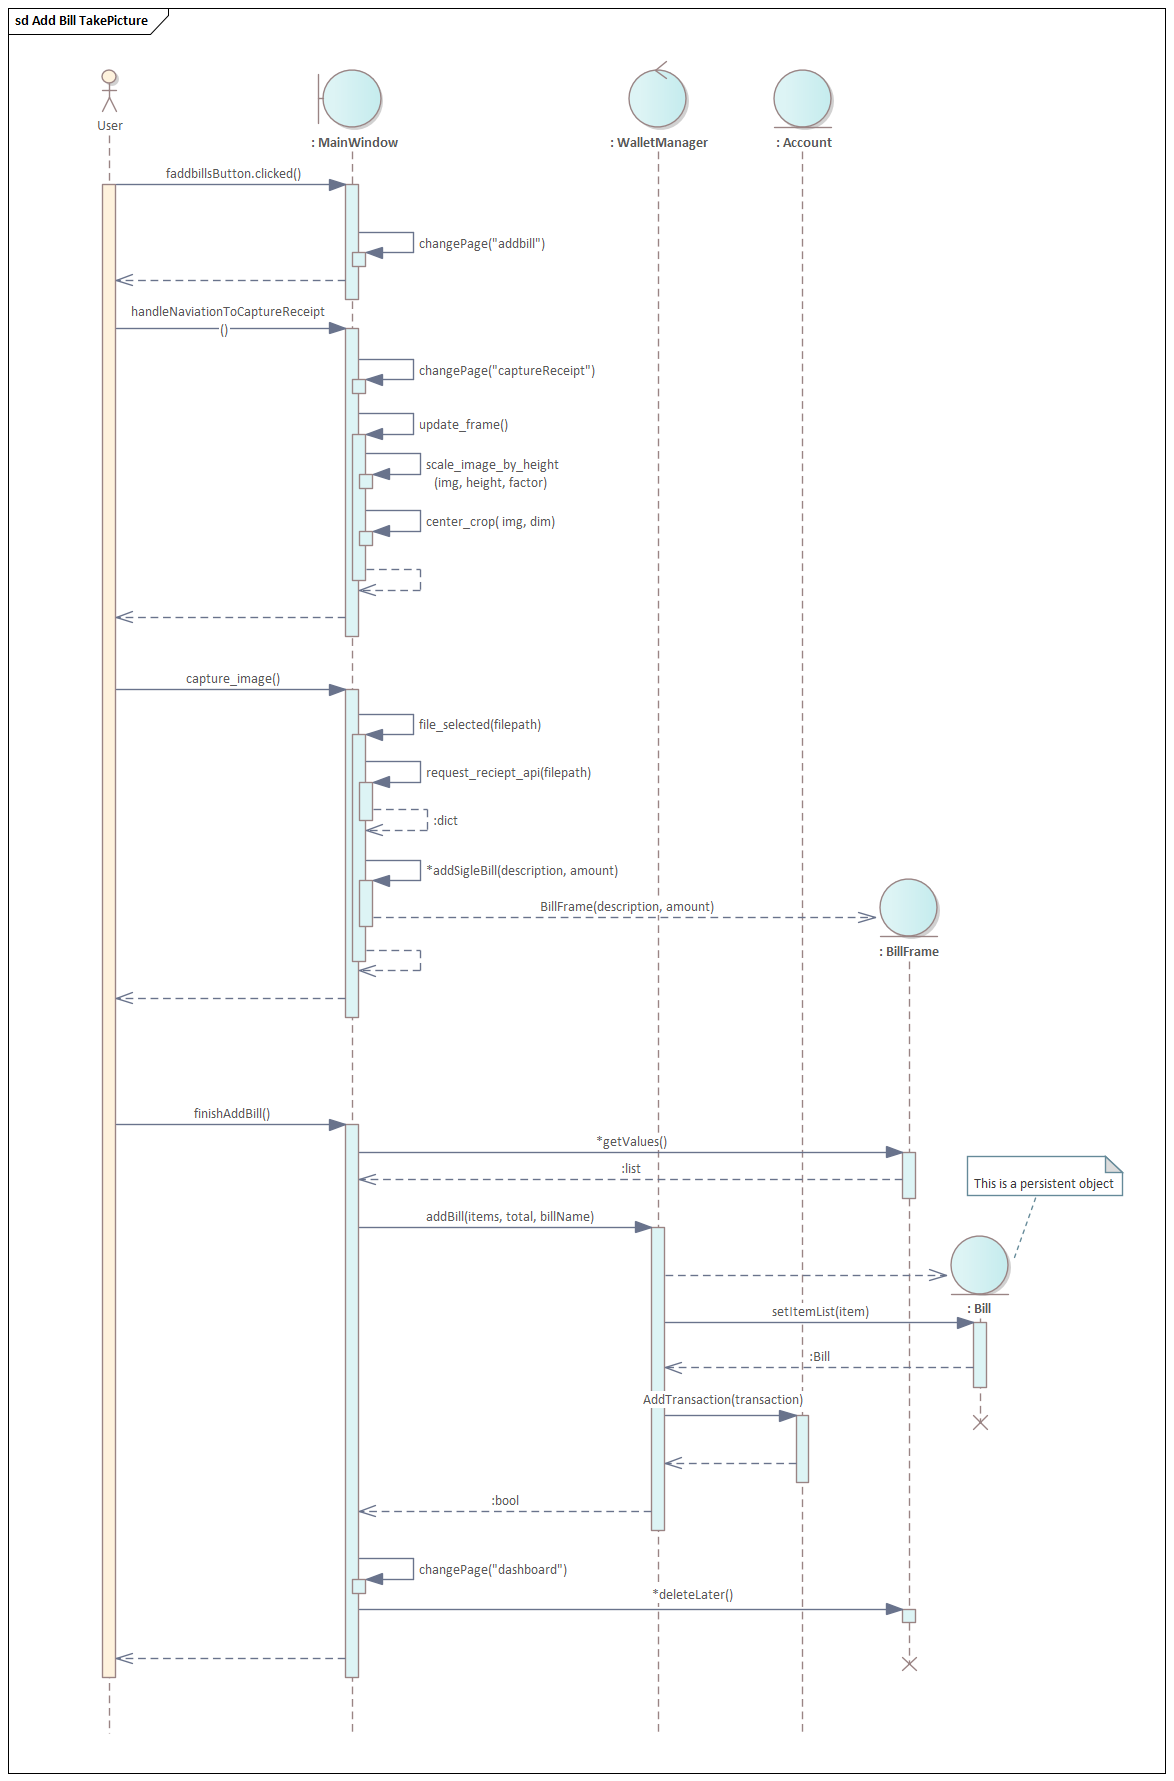 sd Add Bill TakePicture
User
: MainWindow
: WalletManager
: Account
faddbillsButton.clicked()
changePage("addbill")
handleNaviationToCaptureReceipt
()
changePage("captureReceipt")
update_frame()
scale_image_by_height
(img, height, factor)
center_crop( img, dim)
capture_image()
file_selected(filepath)
request_reciept_api(filepath)
:dict
*addSigleBill(description, amount)
BillFrame(description, amount)
: BillFrame
finishAddBill()
*getValues()
:list
This is a persistent object
addBill(items, total, billName)
: Bill
setItemList(item)
:Bill
AddTransaction(transaction)
:bool
changePage("dashboard")
*deleteLater()